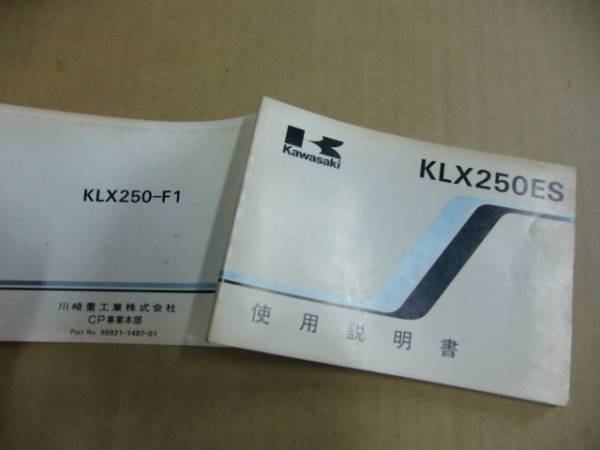 KLX250-F1
川崎重工業株式会社
CP事業本部
Part No. 99921-1487-01
Kawasaki
KLX250ES
使用説明書